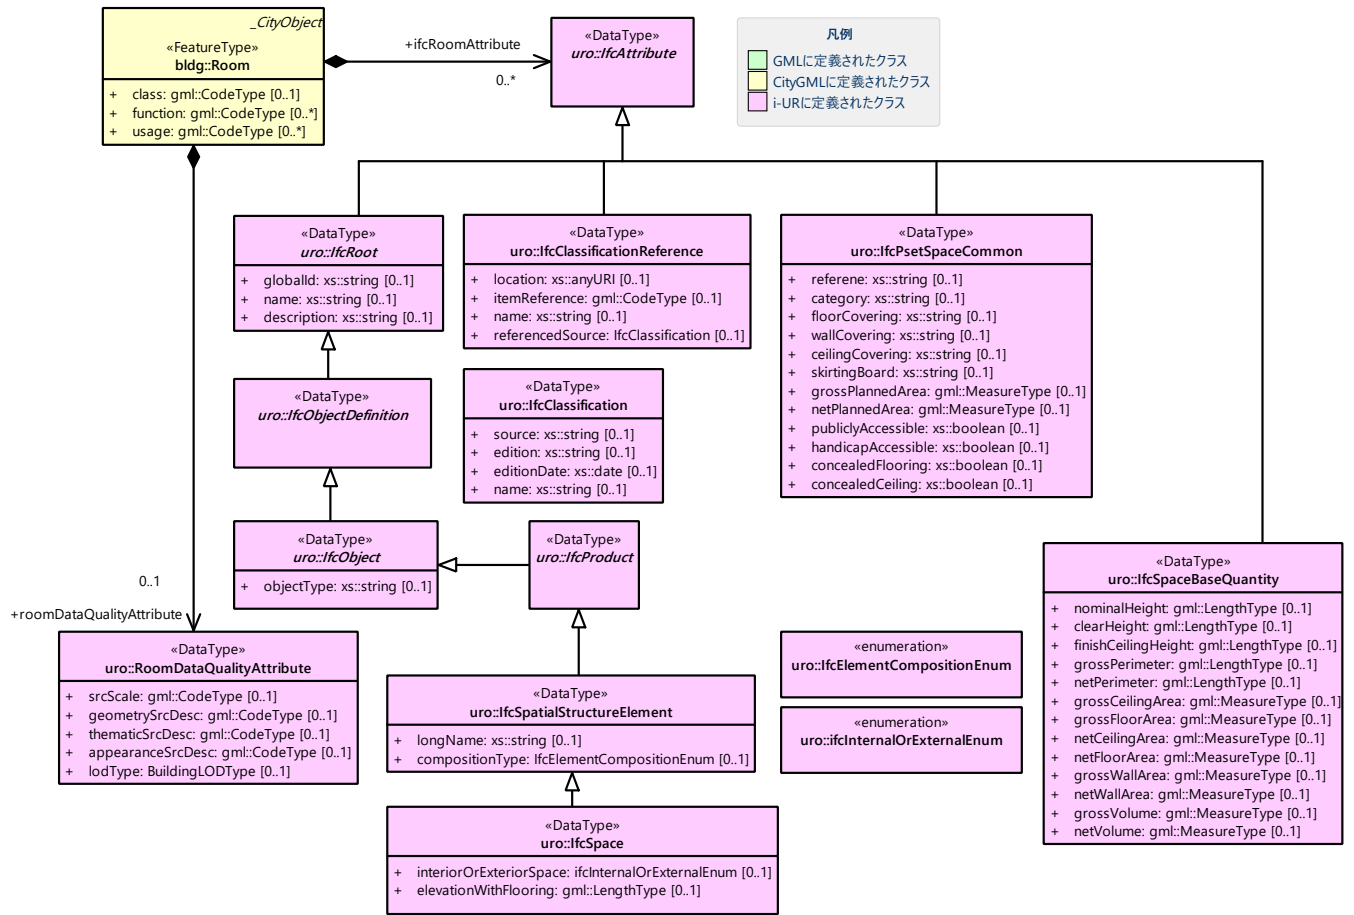 _CityObject
«FeatureType»
bldg::Room
+ class: gml::CodeType [0..1]
+ function: gml::CodeType [0..*]
+ usage: gml::CodeType [0..*]
+ifcRoomAttribute
0..*
«DataType»
uro::IfcAttribute
凡例
GMLに定義されたクラス
CityGMLに定義されたクラス
i-URに定義されたクラス
«DataType»
uro::IfcRoot
+ globalId: xs::string [0..1]
+ name: xs::string [0..1]
+ description: xs::string [0..1]
«DataType»
uro::IfcClassificationReference
+ location: xs::anyURI [0..1]
+ itemReference: gml::CodeType [0..1]
+ name: xs::string [0..1]
+ referencedSource: IfcClassification [0..1]
«DataType»
uro::IfcPsetSpaceCommon
+ referene: xs::string [0..1]
+ category: xs::string [0..1]
+ floorCovering: xs::string [0..1]
+ wallCovering: xs::string [0..1]
+ ceilingCovering: xs::string [0..1]
+ skirtingBoard: xs::string [0..1]
+ grossPlannedArea: gml::MeasureType [0..1]
+ netPlannedArea: gml::MeasureType [0..1]
+ publiclyAccessible: xs::boolean [0..1]
+ handicapAccessible: xs::boolean [0..1]
+ concealedFlooring: xs::boolean [0..1]
+ concealedCeiling: xs::boolean [0..1]
«DataType»
uro::IfcObjectDefinition
«DataType»
uro::IfcClassification
+ source: xs::string [0..1]
+ edition: xs::string [0..1]
+ editionDate: xs::date [0..1]
+ name: xs::string [0..1]
«DataType»
uro::IfcObject
+ objectType: xs::string [0..1]
«DataType»
uro::IfcProduct
«DataType»
uro::IfcSpaceBaseQuantity
+ nominalHeight: gml::LengthType [0..1]
+ clearHeight: gml::LengthType [0..1]
+ finishCeilingHeight: gml::LengthType [0..1]
+ grossPerimeter: gml::LengthType [0..1]
+ netPerimeter: gml::LengthType [0..1]
+ grossCeilingArea: gml::MeasureType [0..1]
+ grossFloorArea: gml::MeasureType [0..1]
+ netCeilingArea: gml::MeasureType [0..1]
+ netFloorArea: gml::MeasureType [0..1]
+ grossWallArea: gml::MeasureType [0..1]
+ netWallArea: gml::MeasureType [0..1]
+ grossVolume: gml::MeasureType [0..1]
+ netVolume: gml::MeasureType [0..1]
0..1
+roomDataQualityAttribute
«DataType»
uro::RoomDataQualityAttribute
+ srcScale: gml::CodeType [0..1]
+ geometrySrcDesc: gml::CodeType [0..1]
+ thematicSrcDesc: gml::CodeType [0..1]
+ appearanceSrcDesc: gml::CodeType [0..1]
+ lodType: BuildingLODType [0..1]
«DataType»
uro::IfcSpatialStructureElement
+ longName: xs::string [0..1]
+ compositionType: IfcElementCompositionEnum [0..1]
«enumeration»
uro::IfcElementCompositionEnum
«enumeration»
uro::ifcInternalOrExternalEnum
«DataType»
uro::IfcSpace
+ interiorOrExteriorSpace: ifcInternalOrExternalEnum [0..1]
+ elevationWithFlooring: gml::LengthType [0..1]